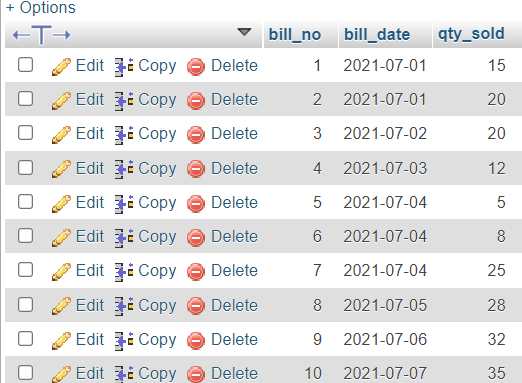 + Options
←T→ bill_no bill_date qty_sold
Edit Copy Delete 1 2021-07-01 15
Edit Copy Delete 2 2021-07-01 20
Edit Copy Delete 3 2021-07-02 20
Edit Copy Delete 4 2021-07-03 12
Edit Copy Delete 5 2021-07-04 5
Edit Copy Delete 6 2021-07-04 8
Edit Copy Delete 7 2021-07-04 25
Edit Copy Delete 8 2021-07-05 28
Edit Copy Delete 9 2021-07-06 32
Edit Copy Delete 10 2021-07-07 35